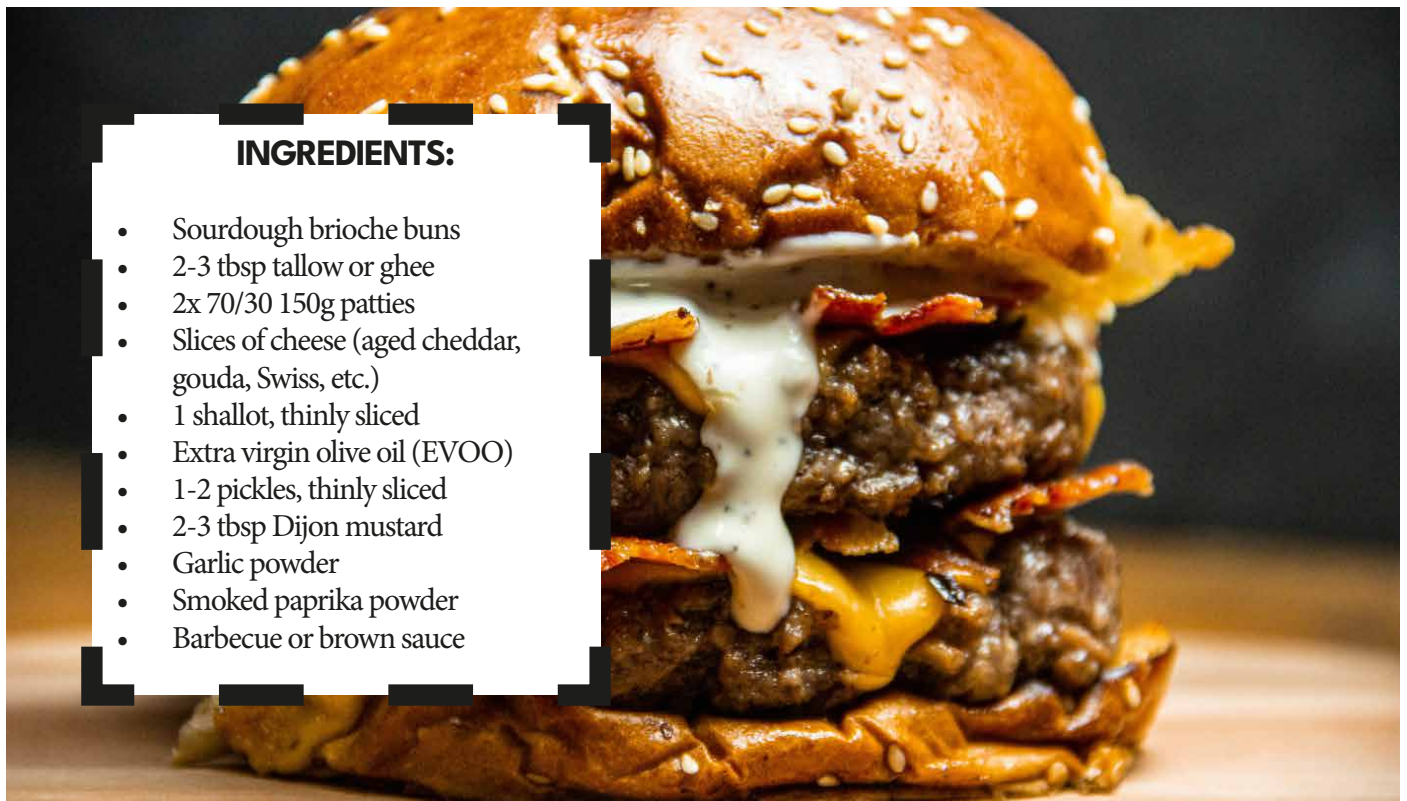 INGREDIENTS:
• Sourdough brioche buns
• 2-3 tbsp tallow or ghee
• 2x 70/30 150g patties
• Slices of cheese (aged cheddar,
gouda, Swiss, etc.)
• 1 shallot, thinly sliced
• Extra virgin olive oil (EVOO)
• 1-2 pickles, thinly sliced
• 2-3 tbsp Dijon mustard
• Garlic powder
• Smoked paprika powder
• Barbecue or brown sauce